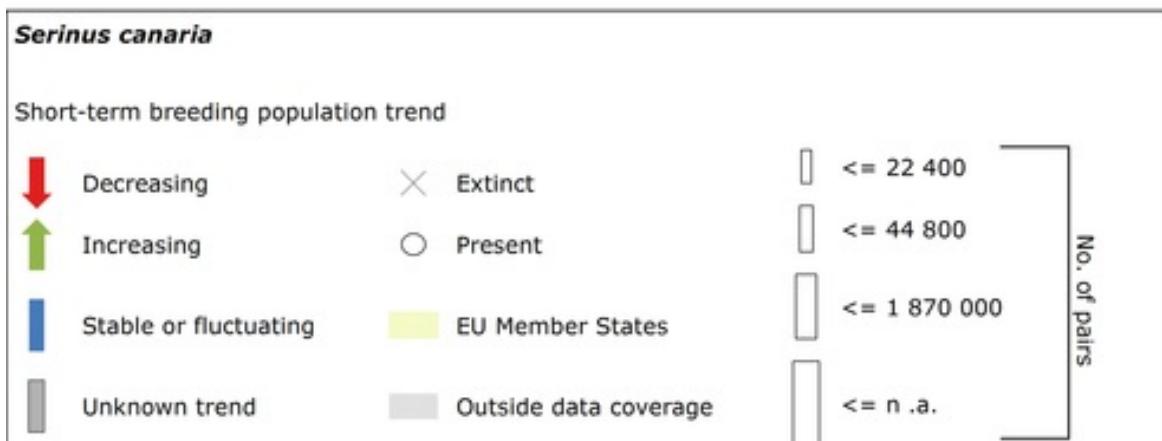 Serinus canaria
Short-term breeding population trend
Decreasing
Increasing
Stable or fluctuating
Unknown trend
Extinct
Present
EU Member States
Outside data coverage
<= 22 400
<= 44 800
<= 1 870 000
<= n .a.
No. of pairs